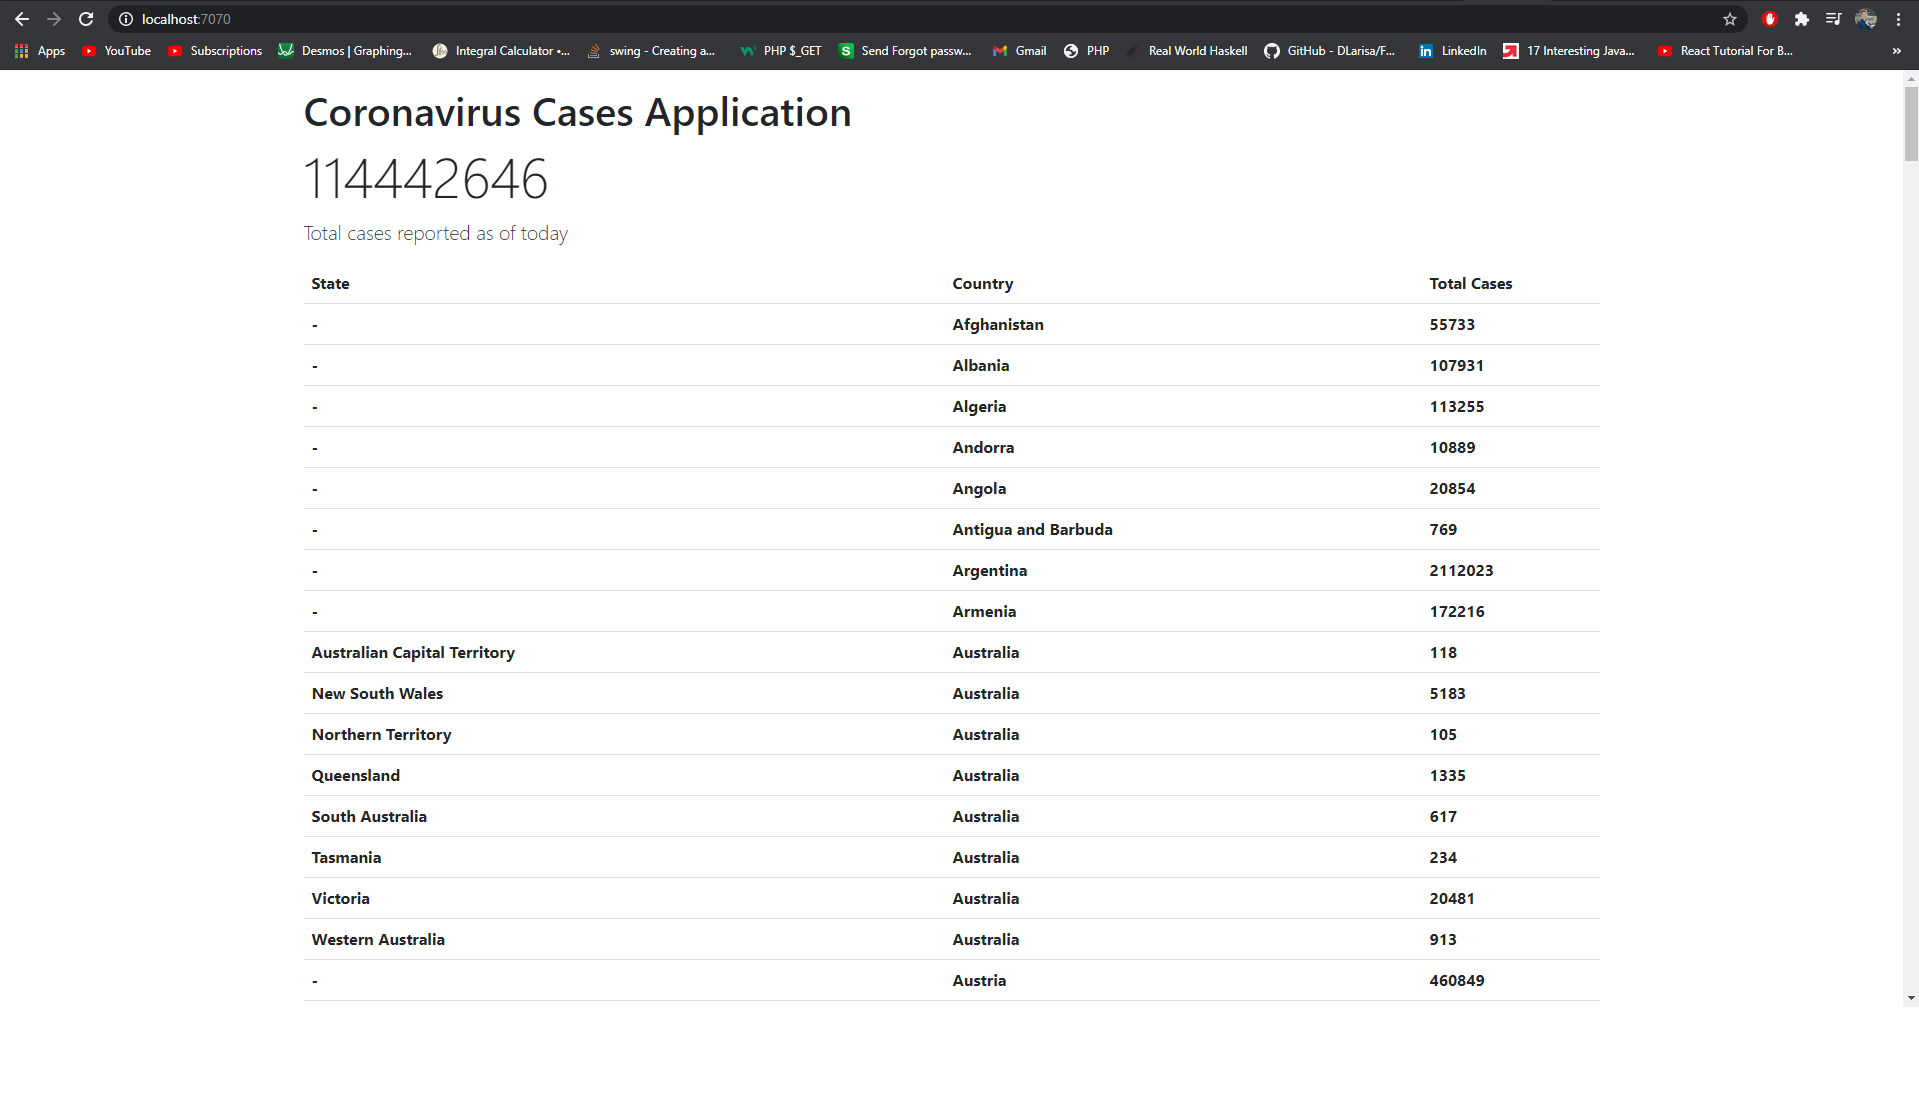 localhost:7070
Apps YouTube Subscriptions Desmos | Graphing... Integral Calculator •... swing - Creating a... PHP $_GET Send Forgot passw... Gmail PHP Real World Haskell GitHub - DLarisa/F... LinkedIn 17 Interesting Java... React Tutorial For B... »
Coronavirus Cases Application
114442646
Total cases reported as of today
State Country Total Cases
- Afghanistan 55733
- Albania 107931
- Algeria 113255
- Andorra 10889
- Angola 20854
- Antigua and Barbuda 769
- Argentina 2112023
- Armenia 172216
Australian Capital Territory Australia 118
New South Wales Australia 5183
Northern Territory Australia 105
Queensland Australia 1335
South Australia Australia 617
Tasmania Australia 234
Victoria Australia 20481
Western Australia Australia 913
- Austria 460849